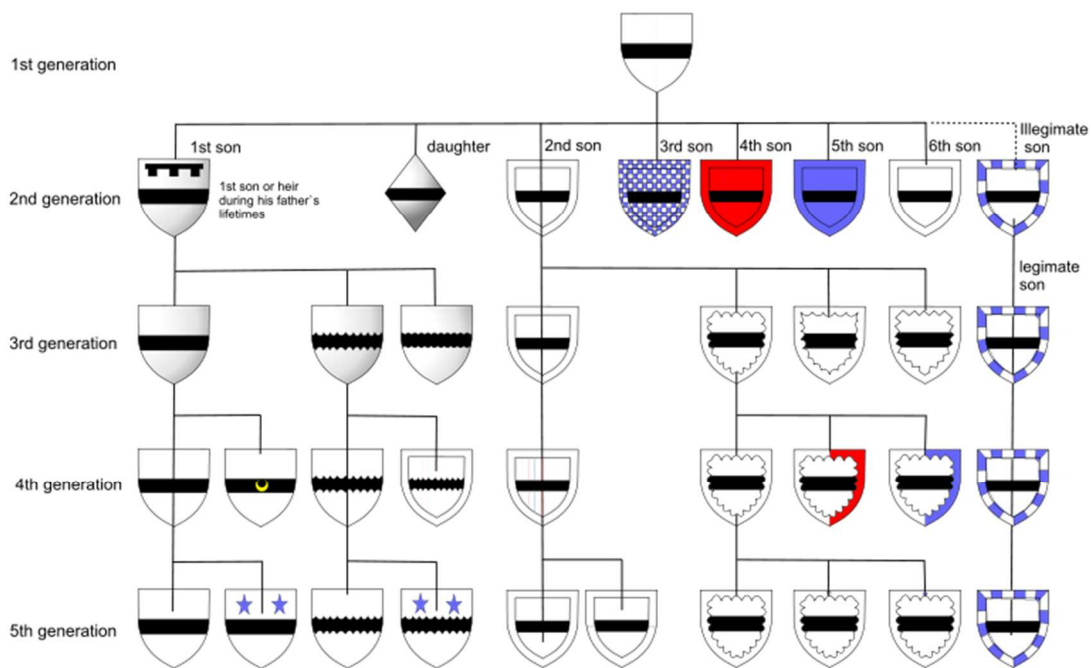 1st generation
1st son
daughter
2nd son
3rd son
4th son
5th son
6th son
Illegimate
son
2nd generation
1st son or heir
during his father`s
lifetimes
legimate
son
3rd generation
4th generation
5th generation